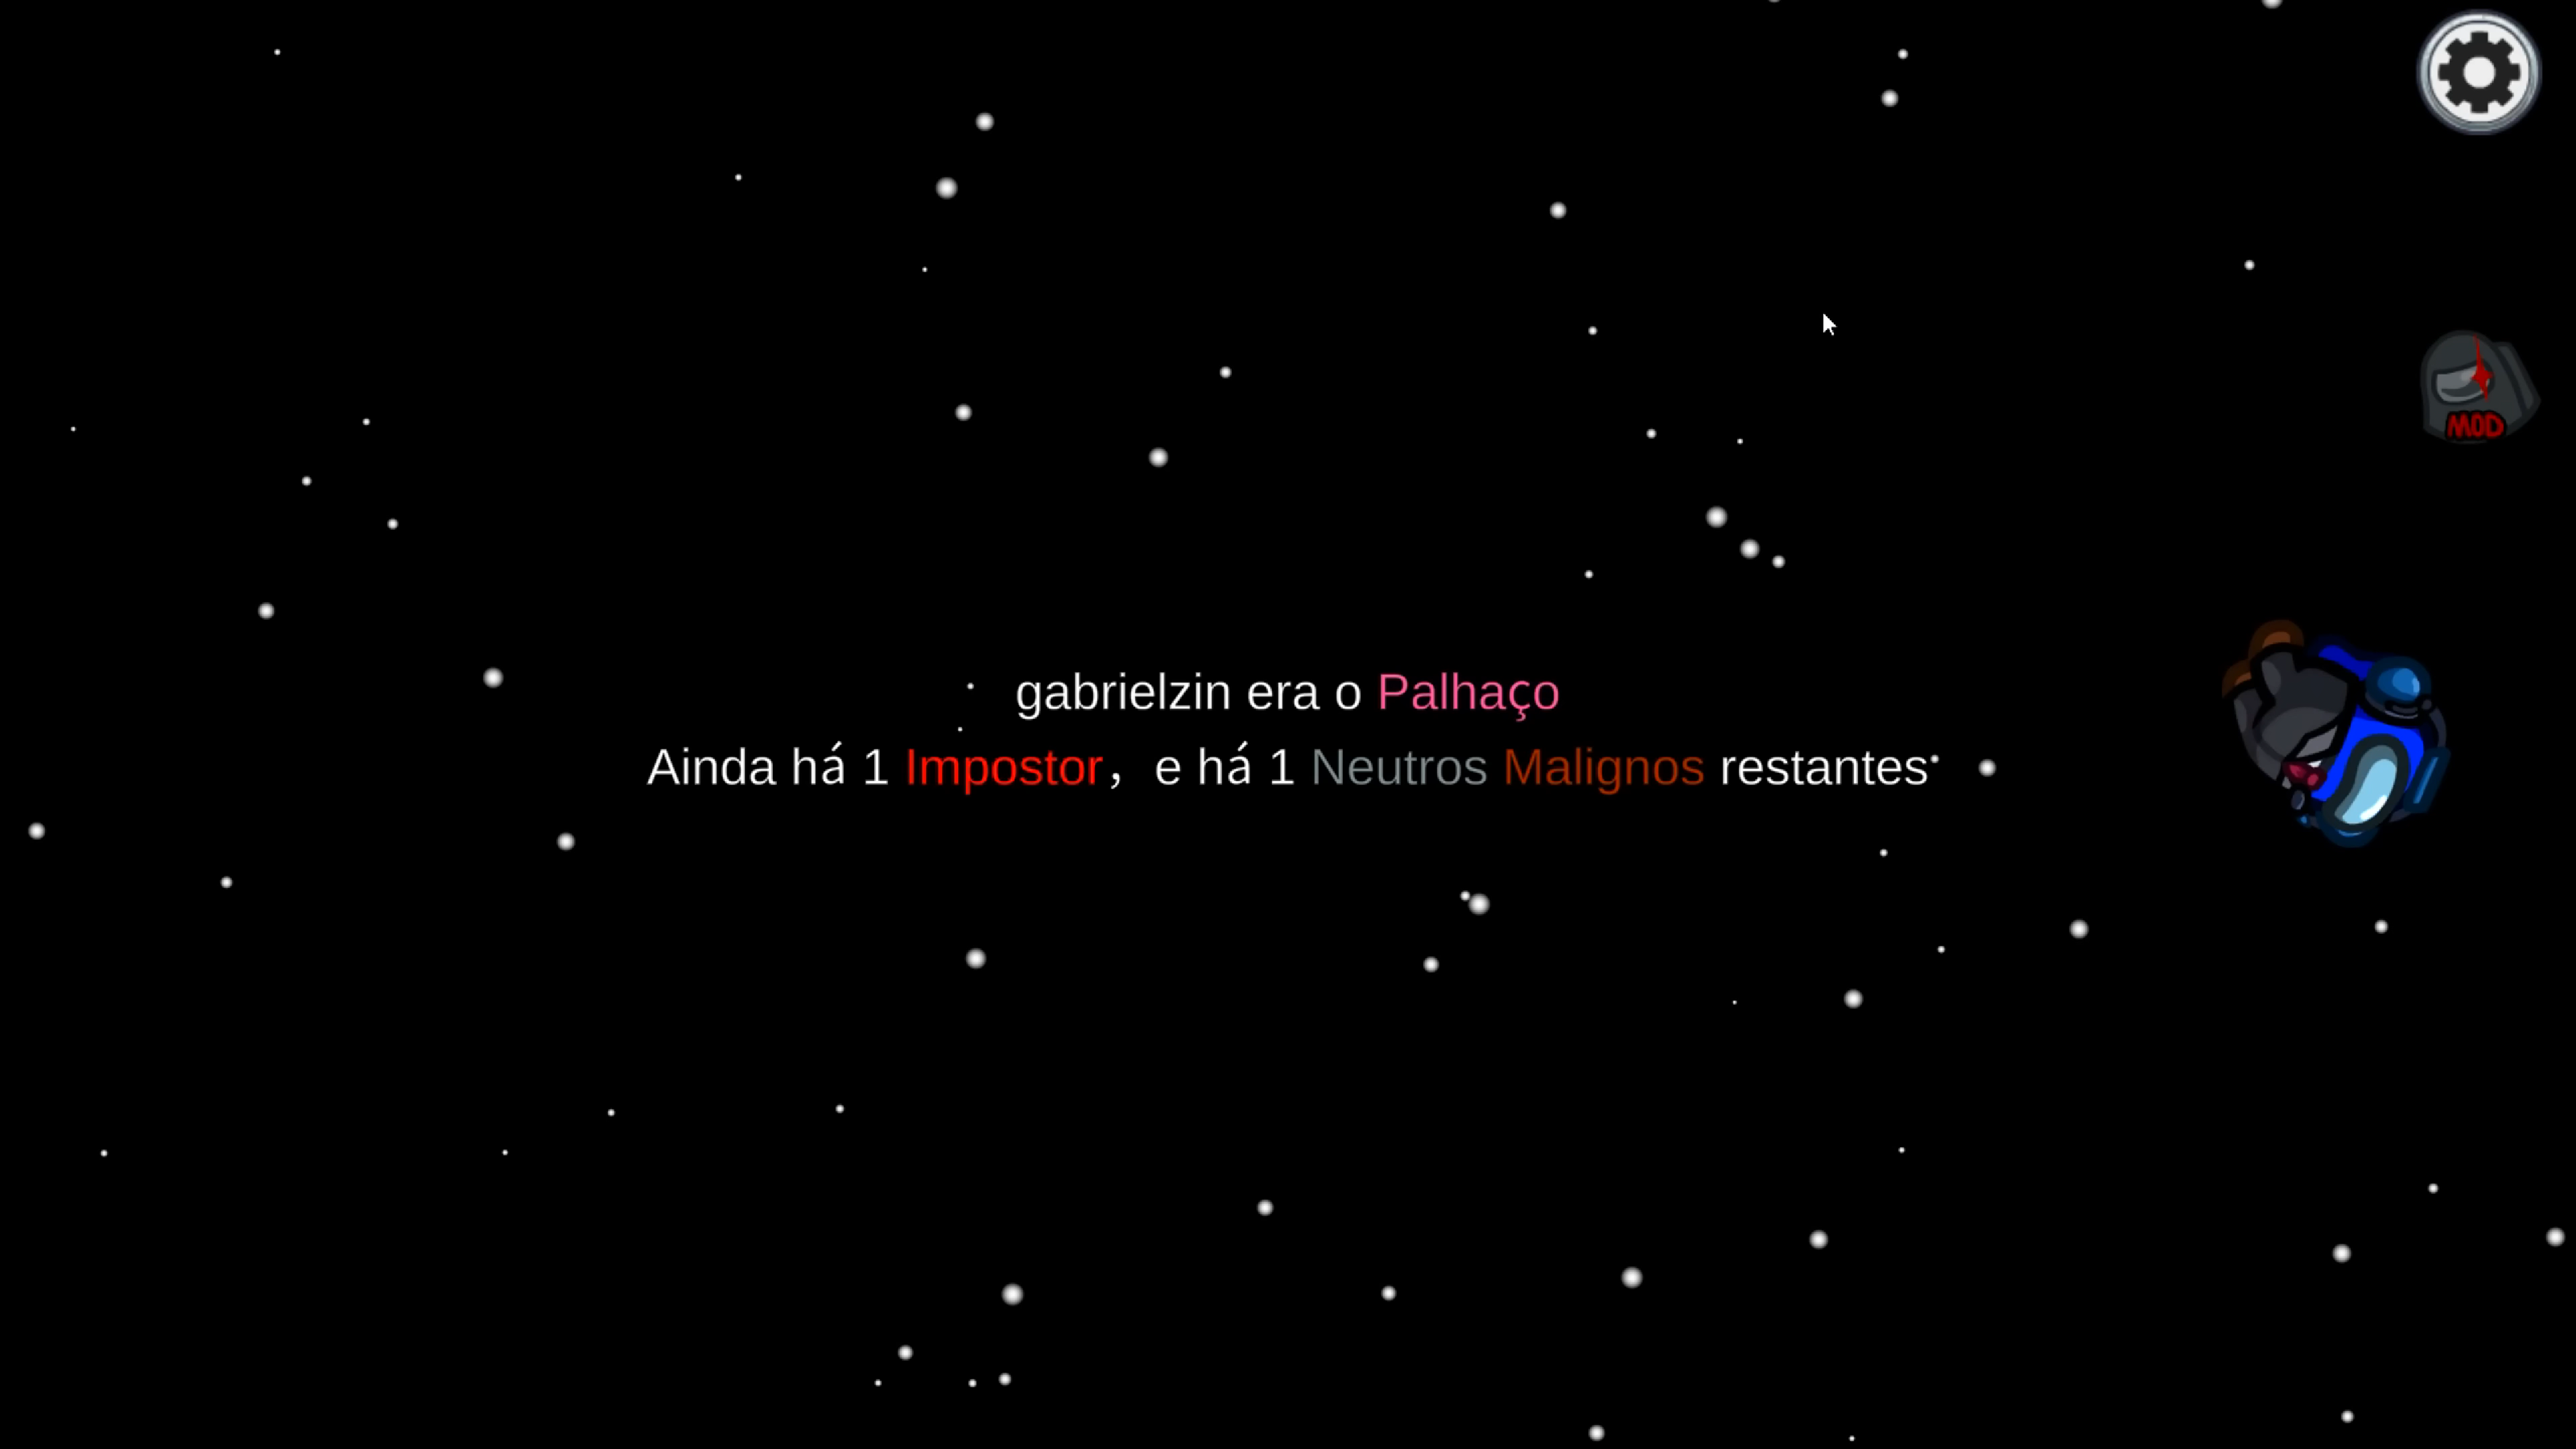 MOD
gabrielzin era o Palhaço
Ainda há 1 Impostor， e há 1 Neutros Malignos restantes